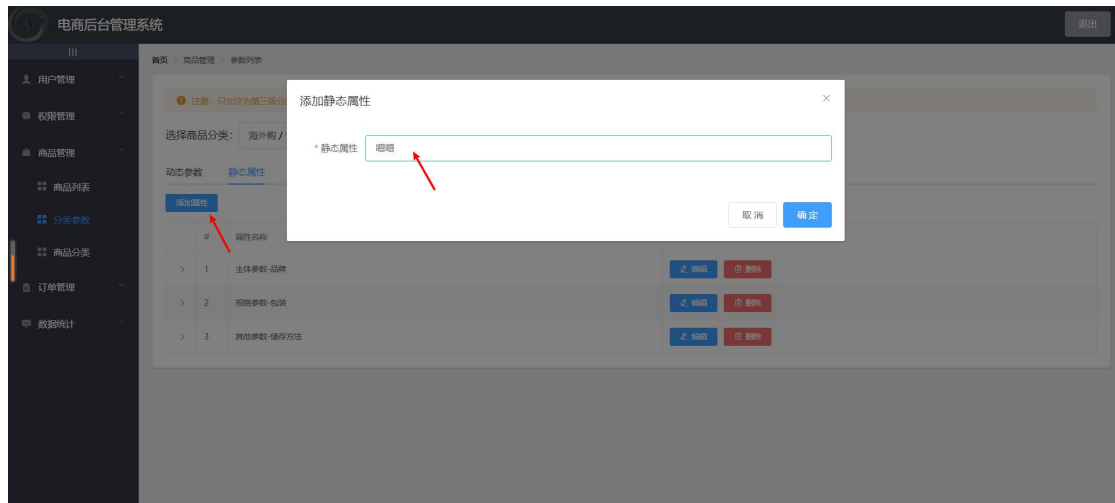 电商后台管理系统
退出
首页 > 商品管理 > 参数列表
用户管理
权限管理
商品管理
商品列表
分类参数
商品分类
订单管理
数据统计
注意:只允许为第三级分
选择商品分类: 海外购 /
动态参数 静态属性
添加属性
# 属性名称
1 主体参数-品牌 编辑 删除
2 规格参数-包装 编辑 删除
3 其他参数-储存方法 编辑 删除
添加静态属性
* 静态属性 嗯嗯
取消 确定